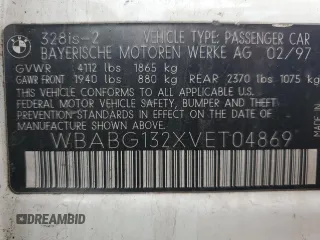 328is-2 VEHICLE TYPE: PASSENGER CAR
BAYERISCHE MOTOREN WERKE AG 02/97
GVWR 4112 lbs 1865 kg
GAWR FRONT 1940 lbs 880 kg REAR 2370 lbs 1075 kg
THIS VEHICLE CONFORMS TO ALL APPLICABLE
FEDERAL MOTOR VEHICLE SAFETY, BUMPER AND THEFT
PREVENTION STANDARDS IN EFFECT ON THE DATE OF
MANUFACTURE SHOWN ABOVE.
WBABG132XVET04869
DREAMBID